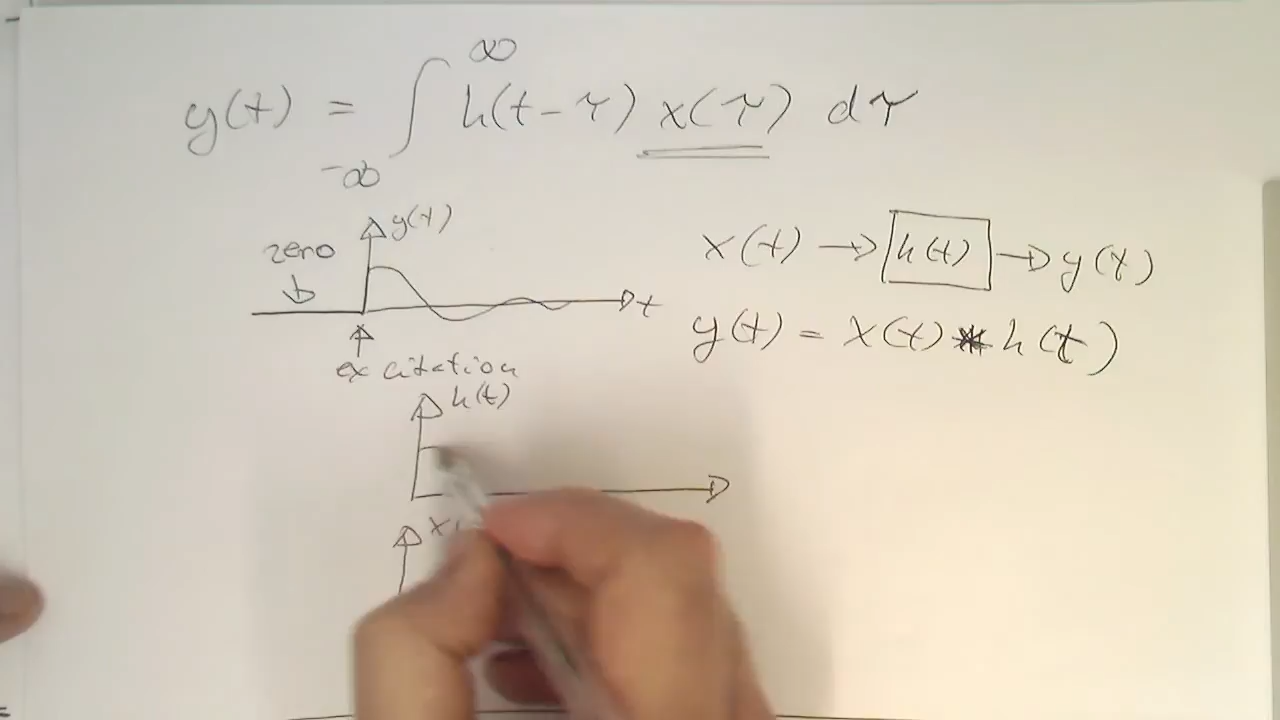 y(t) = ∫ h(t-τ) x(τ) dτ
∞
-∞
y(t)
zero
t
excitation
x(t) → h(t) → y(t)
y(t) = x(t) * h(t)
h(t)
x(